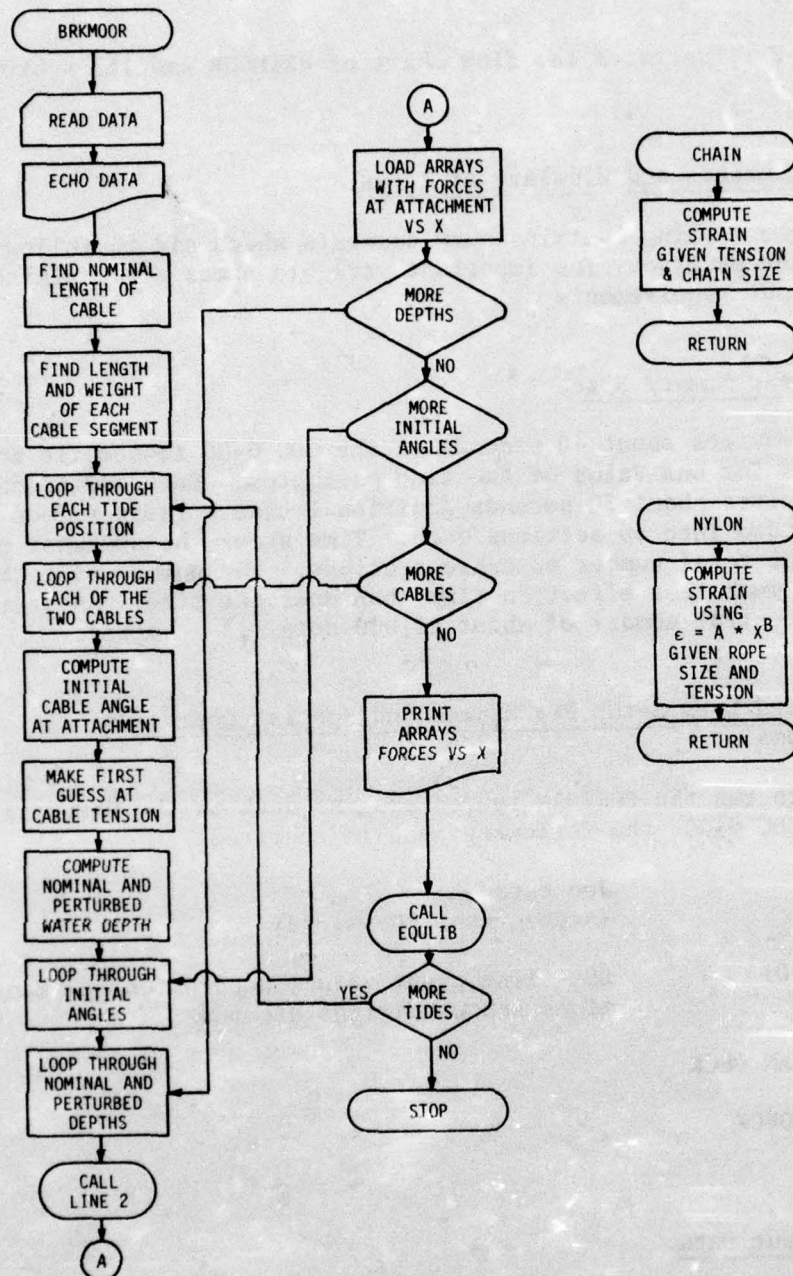 BRKMOOR
READ DATA
ECHO DATA
FIND NOMINAL
LENGTH OF
CABLE
FIND LENGTH
AND WEIGHT
OF EACH
CABLE SEGMENT
LOOP THROUGH
EACH TIDE
POSITION
LOOP THROUGH
EACH OF THE
TWO CABLES
COMPUTE
INITIAL
CABLE ANGLE
AT ATTACHMENT
MAKE FIRST
GUESS AT
CABLE TENSION
COMPUTE
NOMINAL AND
PERTURBED
WATER DEPTH
LOOP THROUGH
INITIAL
ANGLES
LOOP THROUGH
NOMINAL AND
PERTURBED
DEPTHS
CALL
LINE 2
A
A
LOAD ARRAYS
WITH FORCES
AT ATTACHMENT
VS X
MORE
DEPTHS
NO
MORE
INITIAL
ANGLES
MORE
CABLES
NO
PRINT
ARRAYS
FORCES VS X
CALL
EQULIB
YES
MORE
TIDES
NO
STOP
CHAIN
COMPUTE
STRAIN
GIVEN TENSION
& CHAIN SIZE
RETURN
NYLON
COMPUTE
STRAIN
USING
ε = A * X^B
GIVEN ROPE
SIZE AND
TENSION
RETURN